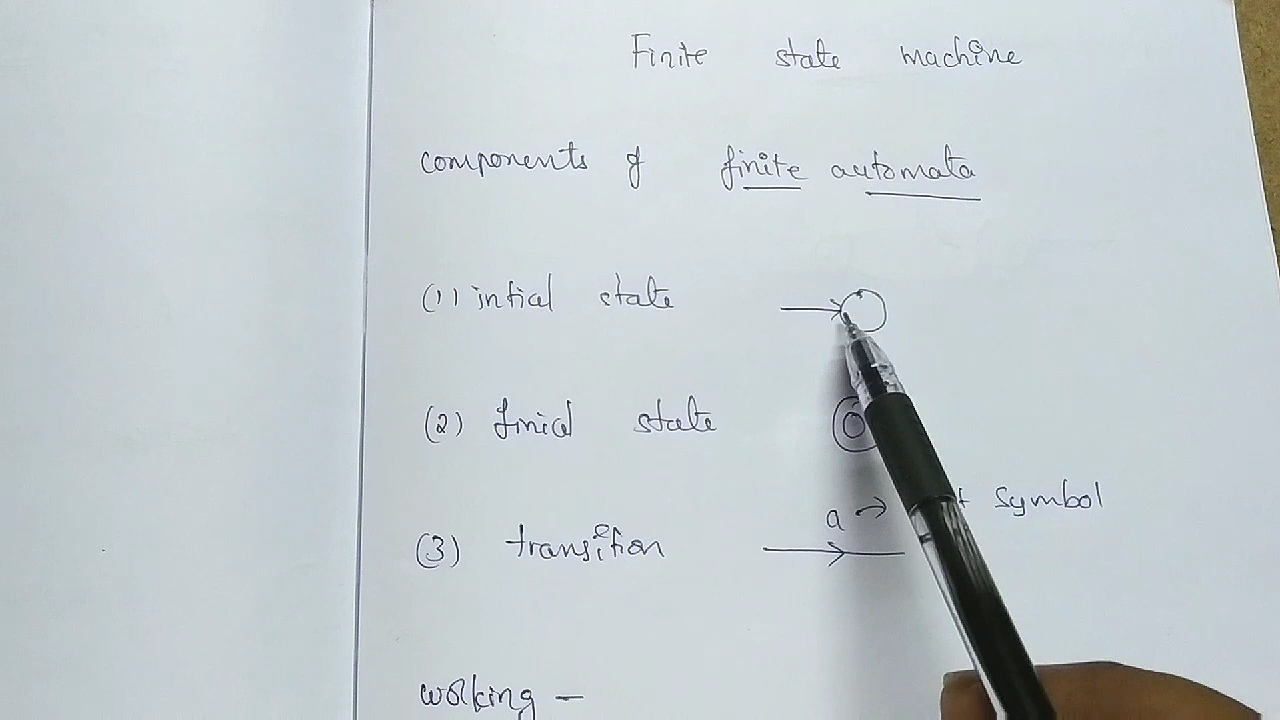 Finite state machine
components of finite automata
(1) intial state
(2) finial state
a → symbol
(3) transition
working -